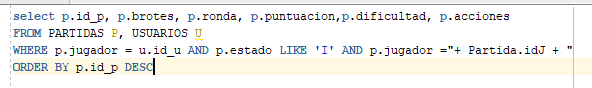 select p.id_p, p.brotes, p.ronda, p.puntuacion,p.dificultad, p.acciones
FROM PARTIDAS P, USUARIOS U
WHERE p.jugador = u.id_u AND p.estado LIKE 'I' AND p.jugador ="+ Partida.idJ + "
ORDER BY p.id_p DESC